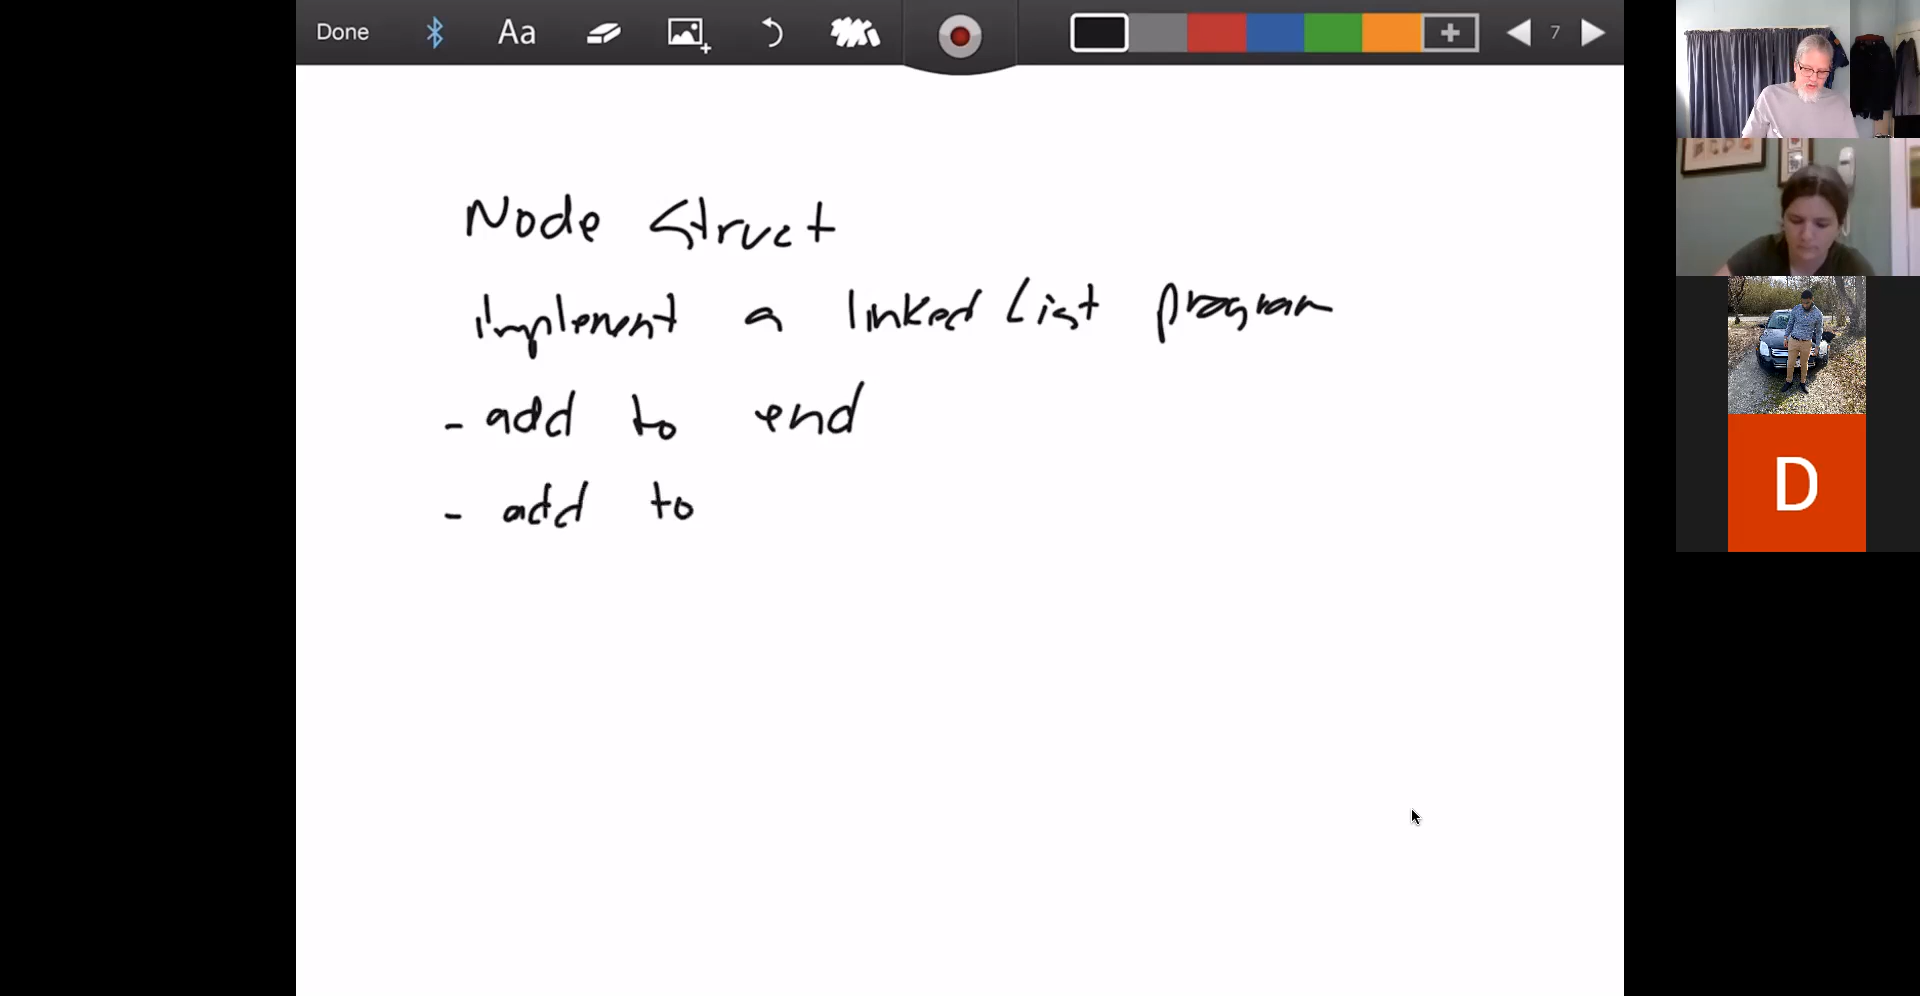 Done Aa 7
Node Struct
implement a linked list program
- add to end
- add to
D